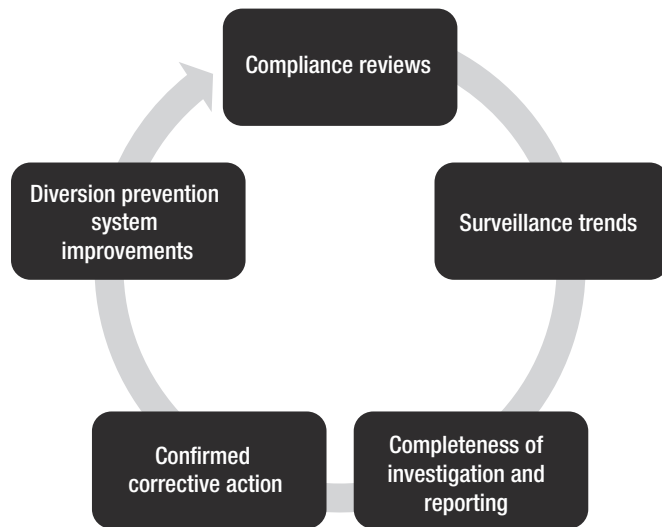 Compliance reviews
Surveillance trends
Completeness of
investigation and
reporting
Confirmed
corrective action
Diversion prevention
system
improvements